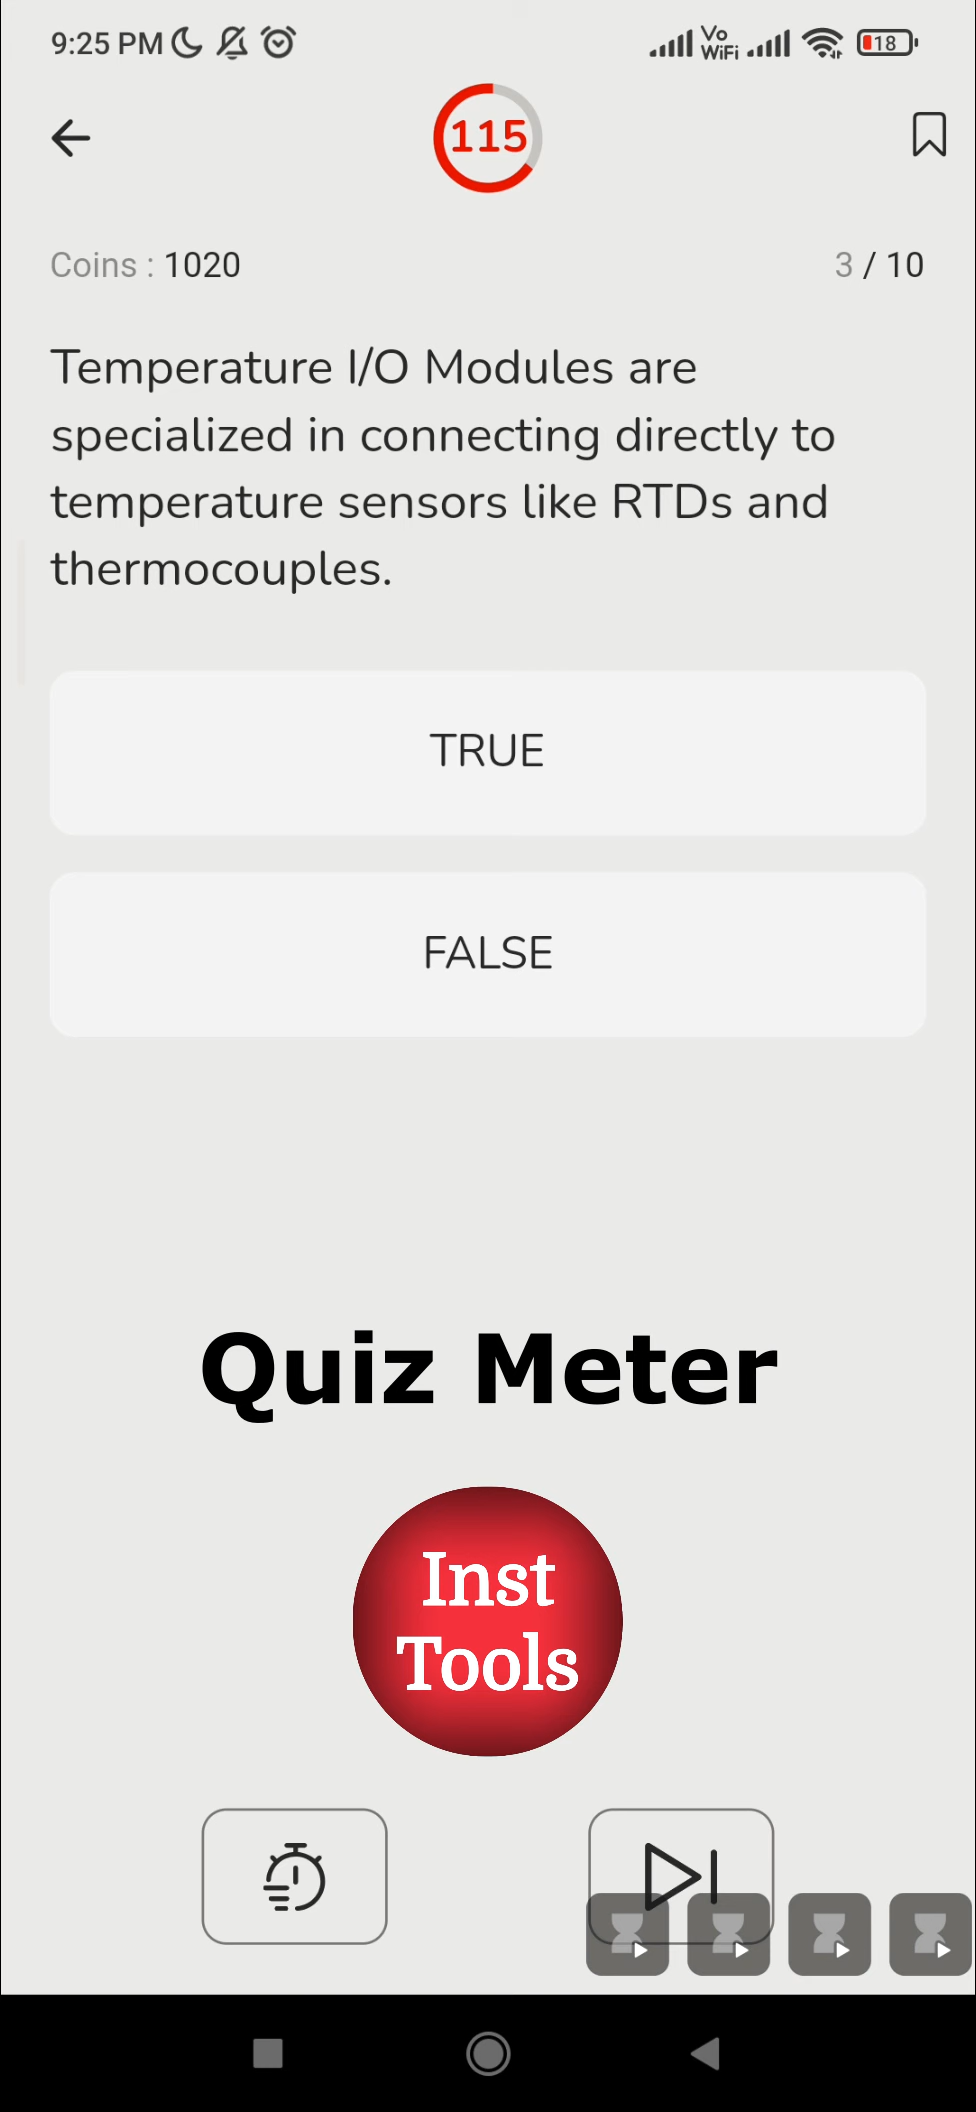 9:25 PM Vo WiFi 18
115
Coins : 1020 3 / 10
Temperature I/O Modules are
specialized in connecting directly to
temperature sensors like RTDs and
thermocouples.
TRUE
FALSE
Quiz Meter
Inst
Tools